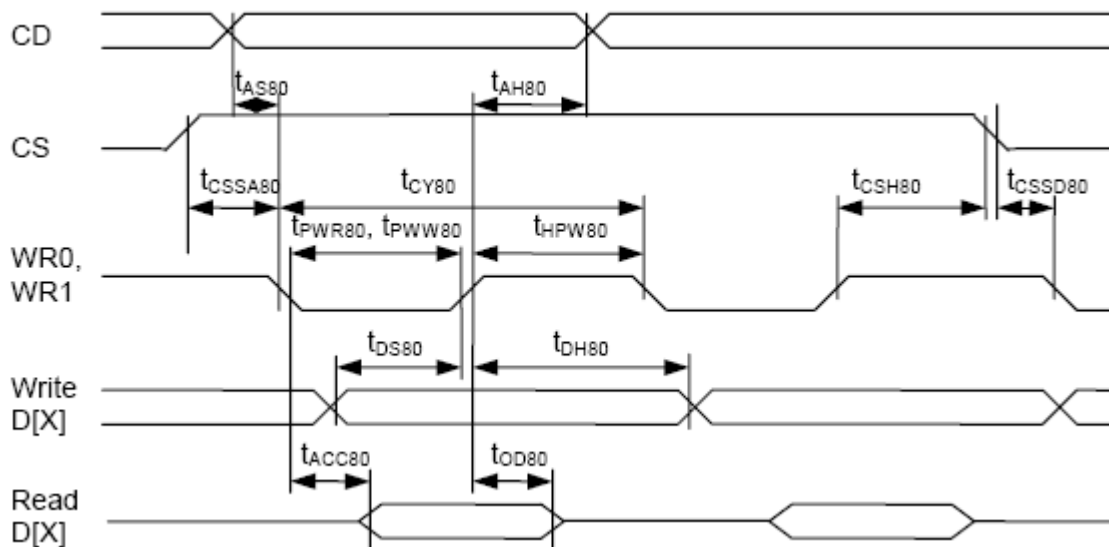 CD
tAS80
tAH80
CS
tCSSA80
tCY80
tCSH80
tCSSD80
tPWR80, tPWW80
tHPW80
WR0,
WR1
tDS80
tDH80
Write
D[X]
tACC80
tOD80
Read
D[X]